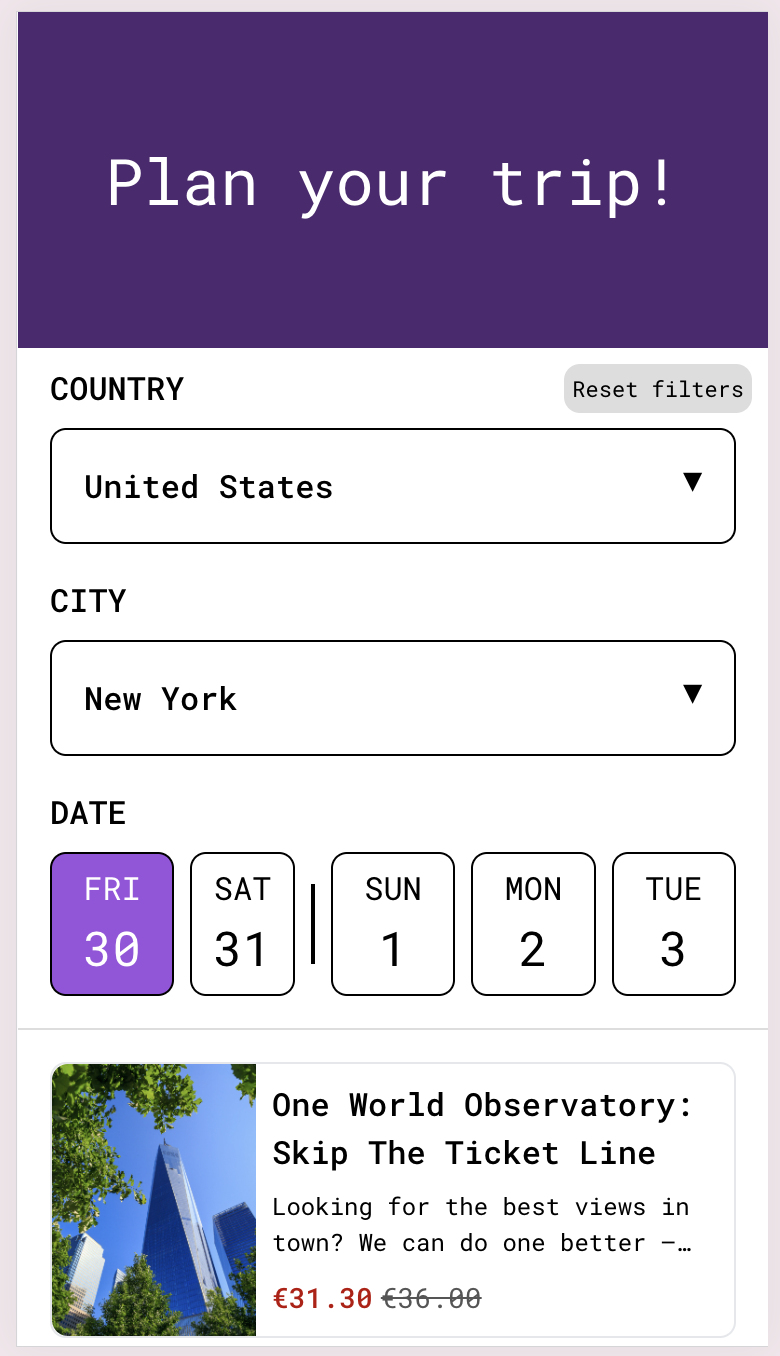 Plan your trip!
COUNTRY
Reset filters
United States ▼
CITY
New York ▼
DATE
FRI SAT SUN MON TUE
30 31 1 2 3
One World Observatory:
Skip The Ticket Line
Looking for the best views in
town? We can do one better –…
€31.30 €36.00